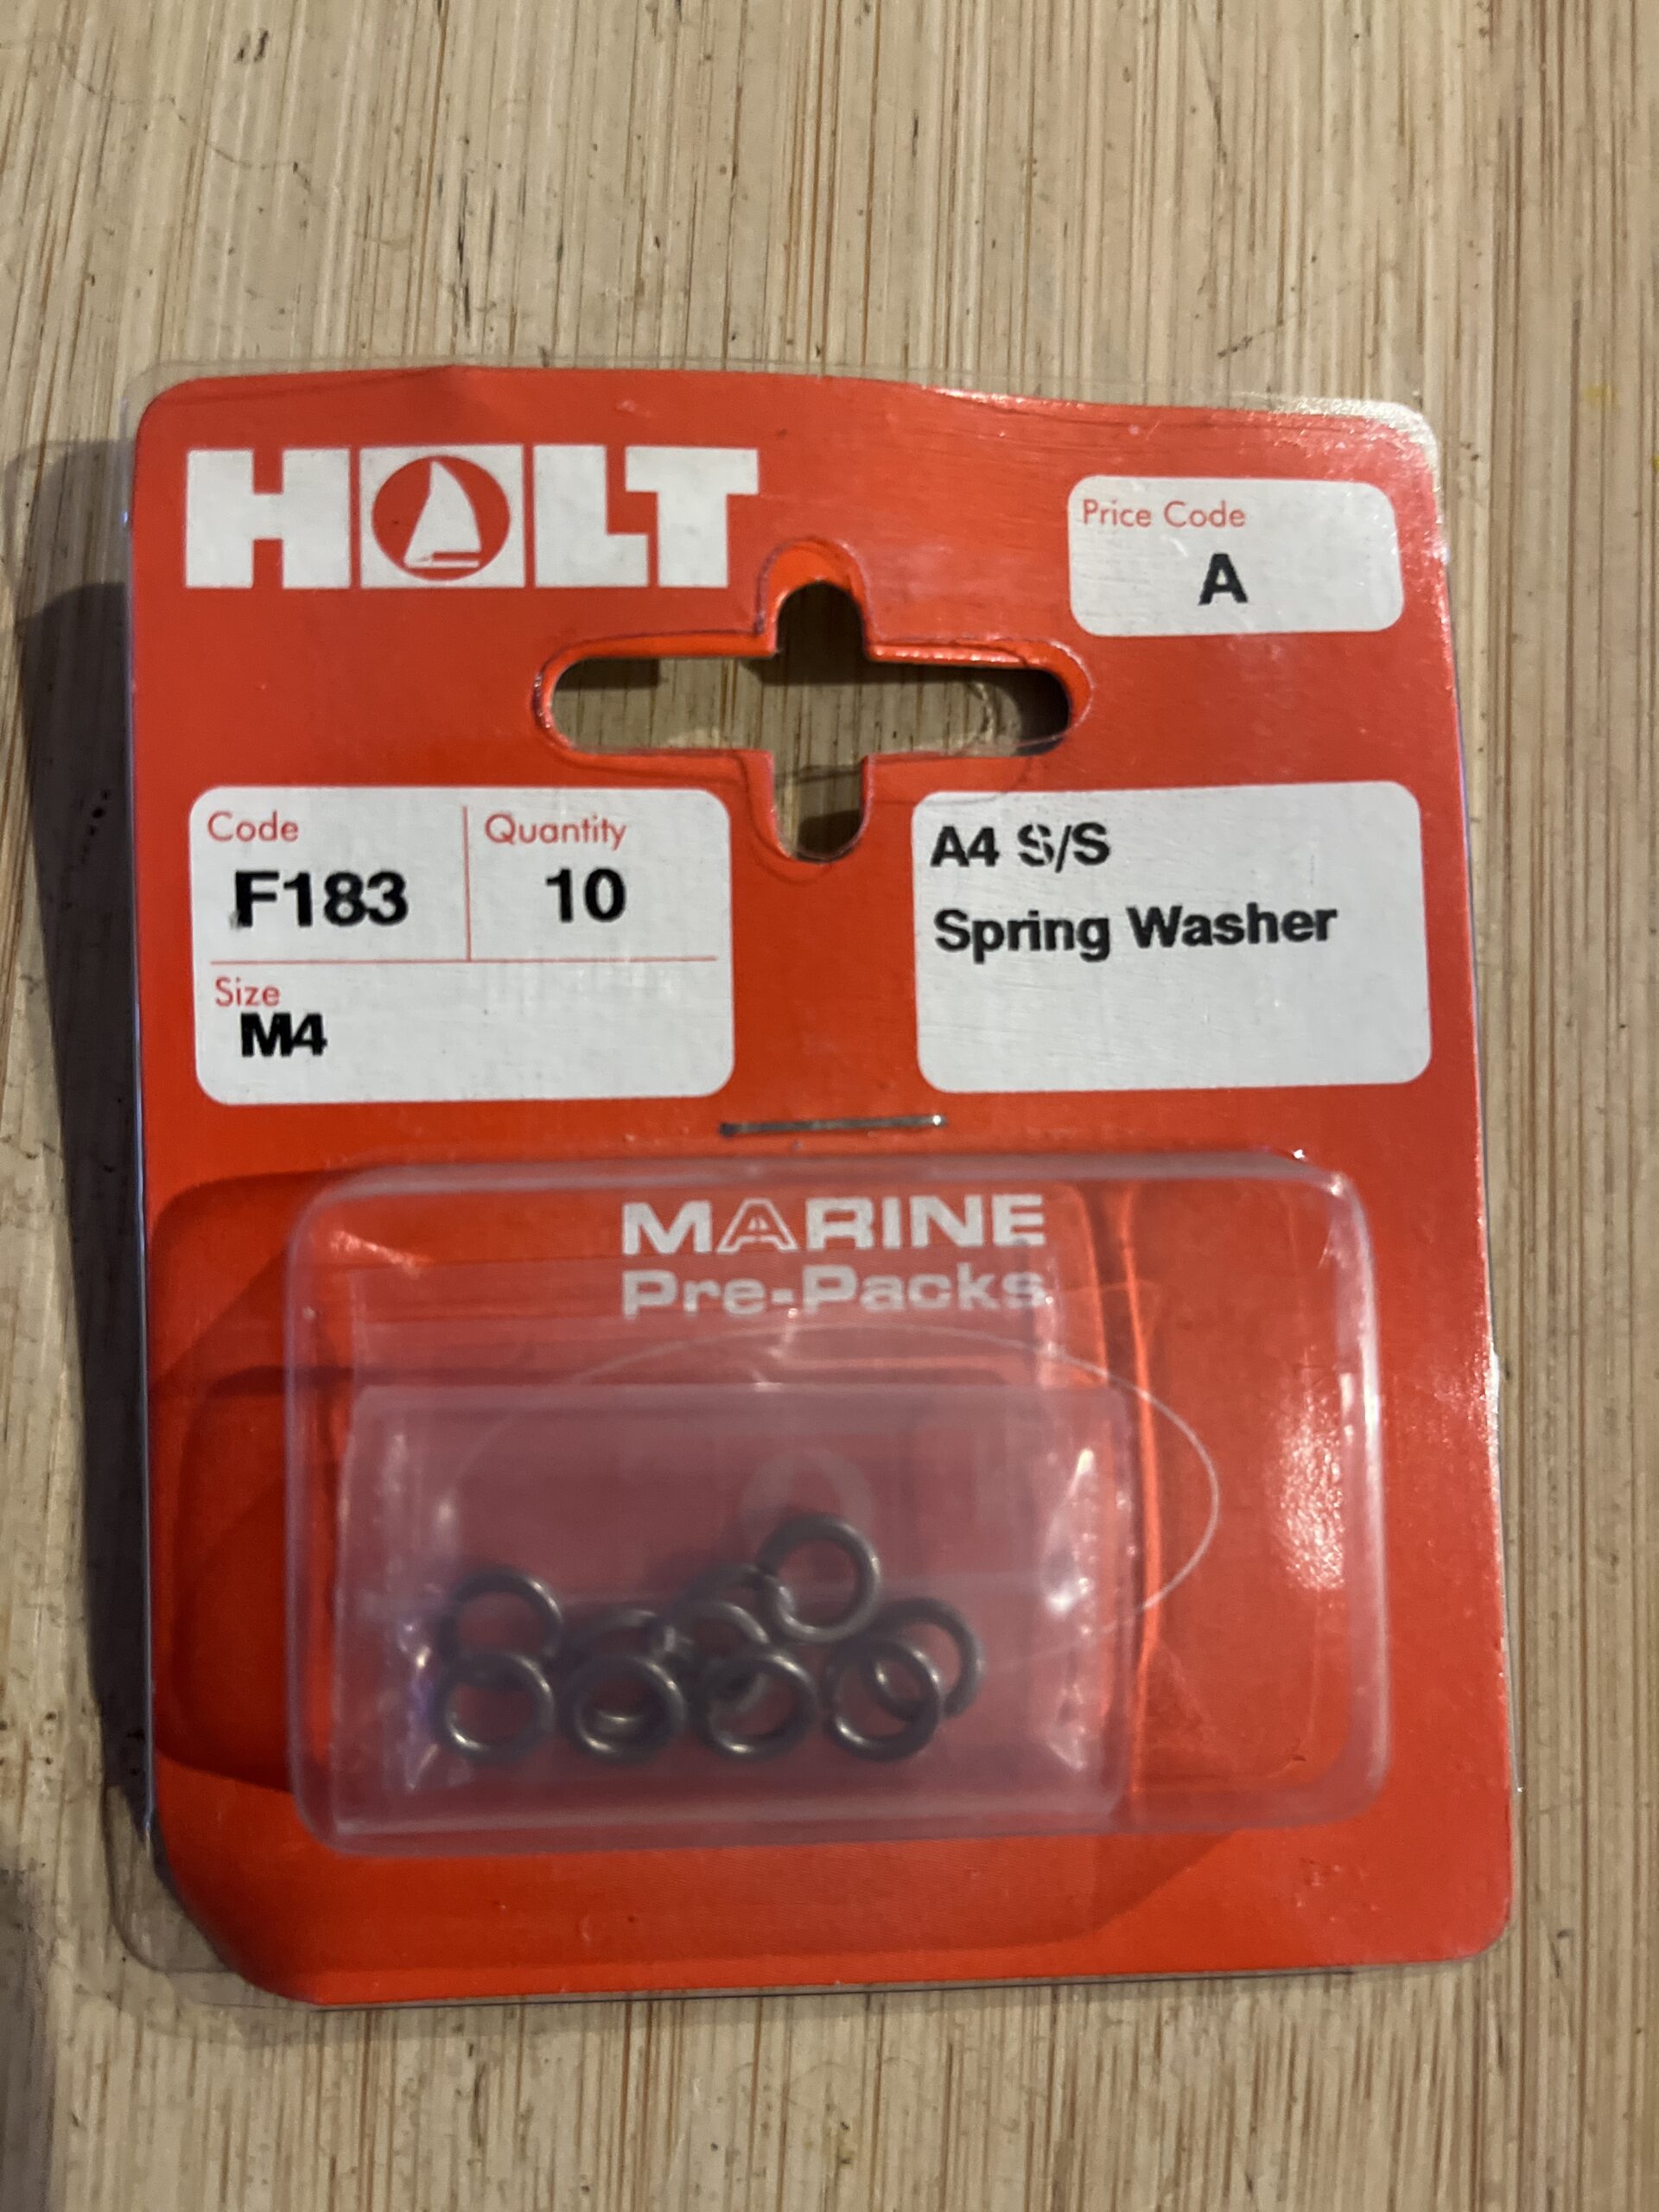 HOLT
Price Code
A
Code
F183
Quantity
10
Size
M4
A4 S/S
Spring Washer
MARINE
Pre-Packs